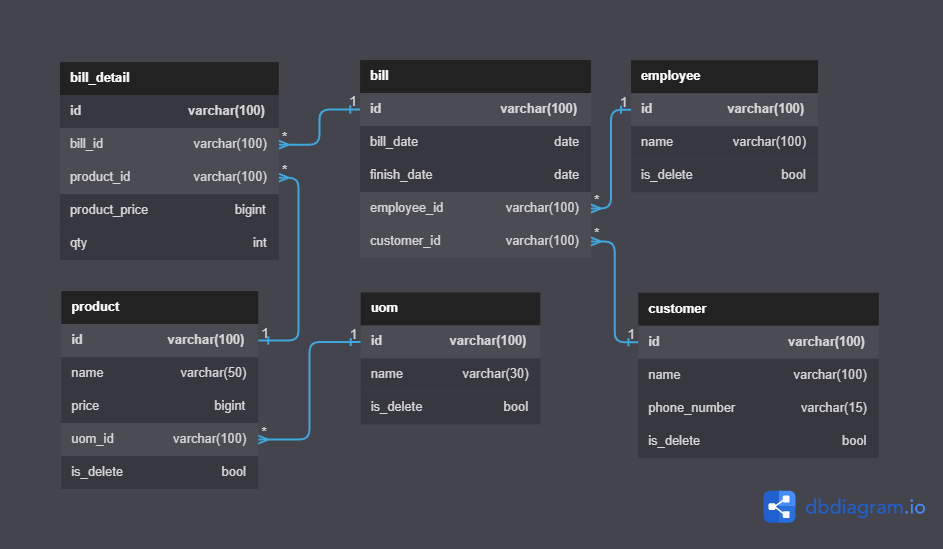 bill_detail
id varchar(100)
bill_id varchar(100)
product_id varchar(100)
product_price bigint
qty int
bill
id varchar(100)
bill_date date
finish_date date
employee_id varchar(100)
customer_id varchar(100)
employee
id varchar(100)
name varchar(100)
is_delete bool
product
id varchar(100)
name varchar(50)
price bigint
uom_id varchar(100)
is_delete bool
uom
id varchar(100)
name varchar(30)
is_delete bool
customer
id varchar(100)
name varchar(100)
phone_number varchar(15)
is_delete bool
*
1
*
1
*
1
*
1
*
1
dbdiagram.io